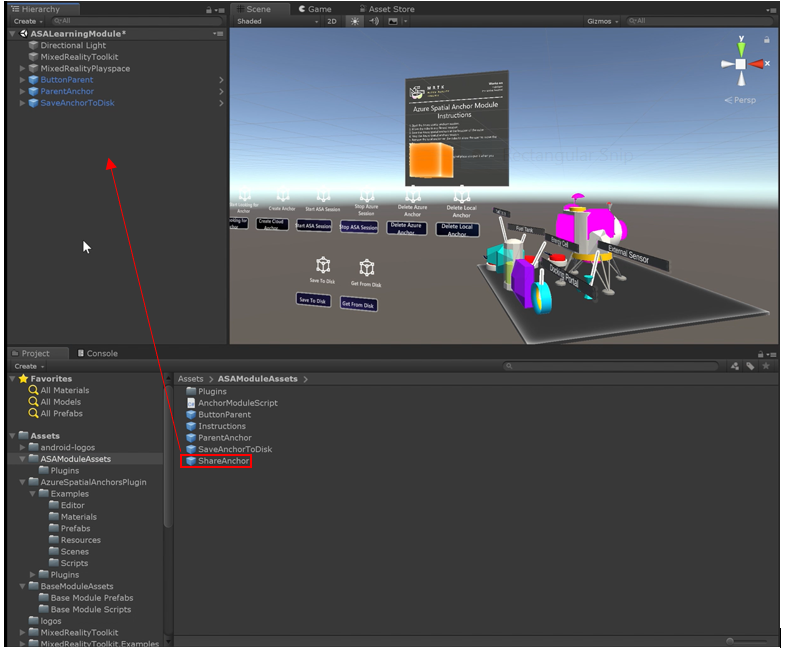 Hierarchy
Create
All
ASALearningModule*
Directional Light
MixedRealityToolkit
MixedRealityPlayspace
ButtonParent
ParentAnchor
SaveAnchorToDisk
Scene
Game
Asset Store
Shaded
2D
Gizmos
All
y
x
Persp
MRTK
Azure Spatial Anchor Module
Instructions
Rectangular Snip
Create Anchor
Start ASA Session
Stop Azure
Session
Delete Azure
Anchor
Delete Local
Anchor
Create Cloud
Anchor
Start ASA Session
Stop ASA Session
Delete Azure
Anchor
Delete Local
Anchor
Save To Disk
Get From Disk
Save To Disk
Get From Disk
Fuel Tank
Energy Cell
Docking Portal
External Sensor
Project
Console
Create
Favorites
All Materials
All Models
All Prefabs
Assets
android-logos
ASAModuleAssets
Plugins
AzureSpatialAnchorsPlugin
Examples
Editor
Materials
Prefabs
Resources
Scenes
Scripts
Plugins
BaseModuleAssets
Base Module Prefabs
Base Module Scripts
logos
MixedRealityToolkit
MixedRealityToolkit.Examples
Assets > ASAModuleAssets >
Plugins
AnchorModuleScript
ButtonParent
Instructions
ParentAnchor
SaveAnchorToDisk
ShareAnchor